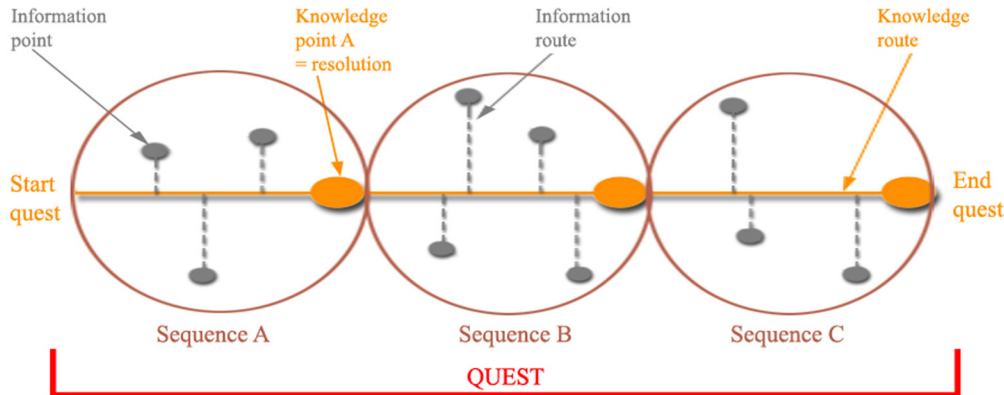 Information
point
Knowledge
point A
= resolution
Information
route
Knowledge
route
Start
quest
End
quest
Sequence A
Sequence B
Sequence C
QUEST